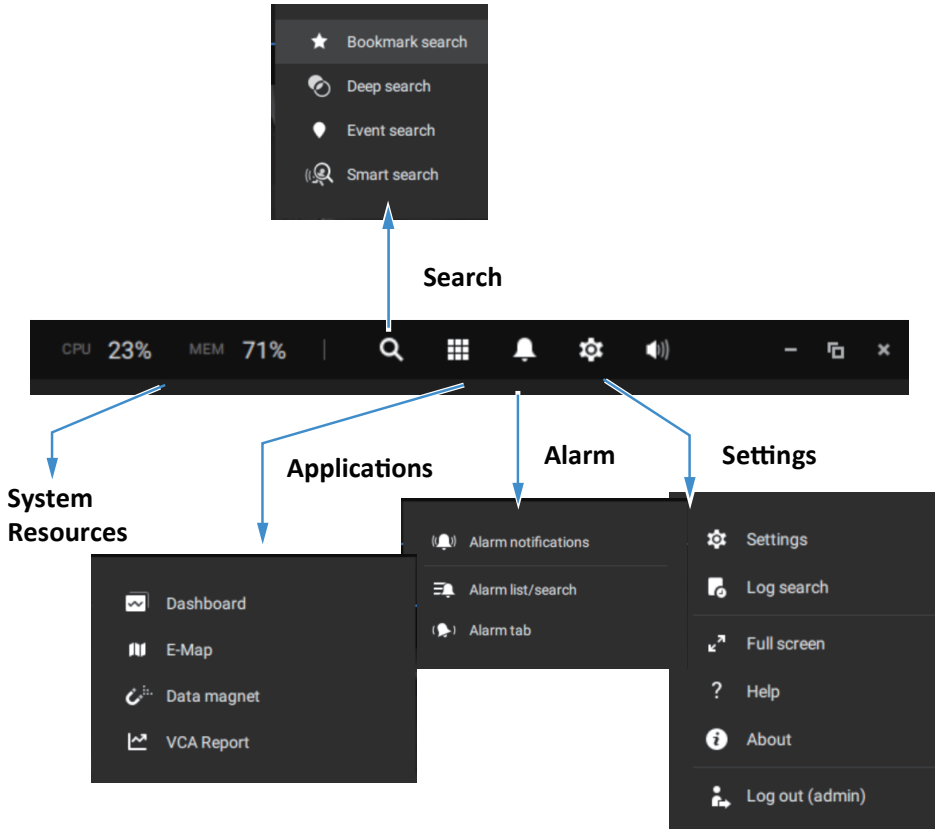 Bookmark search
Deep search
Event search
Smart search
Search
CPU 23% MEM 71%
Applications
Alarm
Settings
System
Resources
Dashboard
E-Map
Data magnet
VCA Report
Alarm notifications
Alarm list/search
Alarm tab
Settings
Log search
Full screen
? Help
About
Log out (admin)